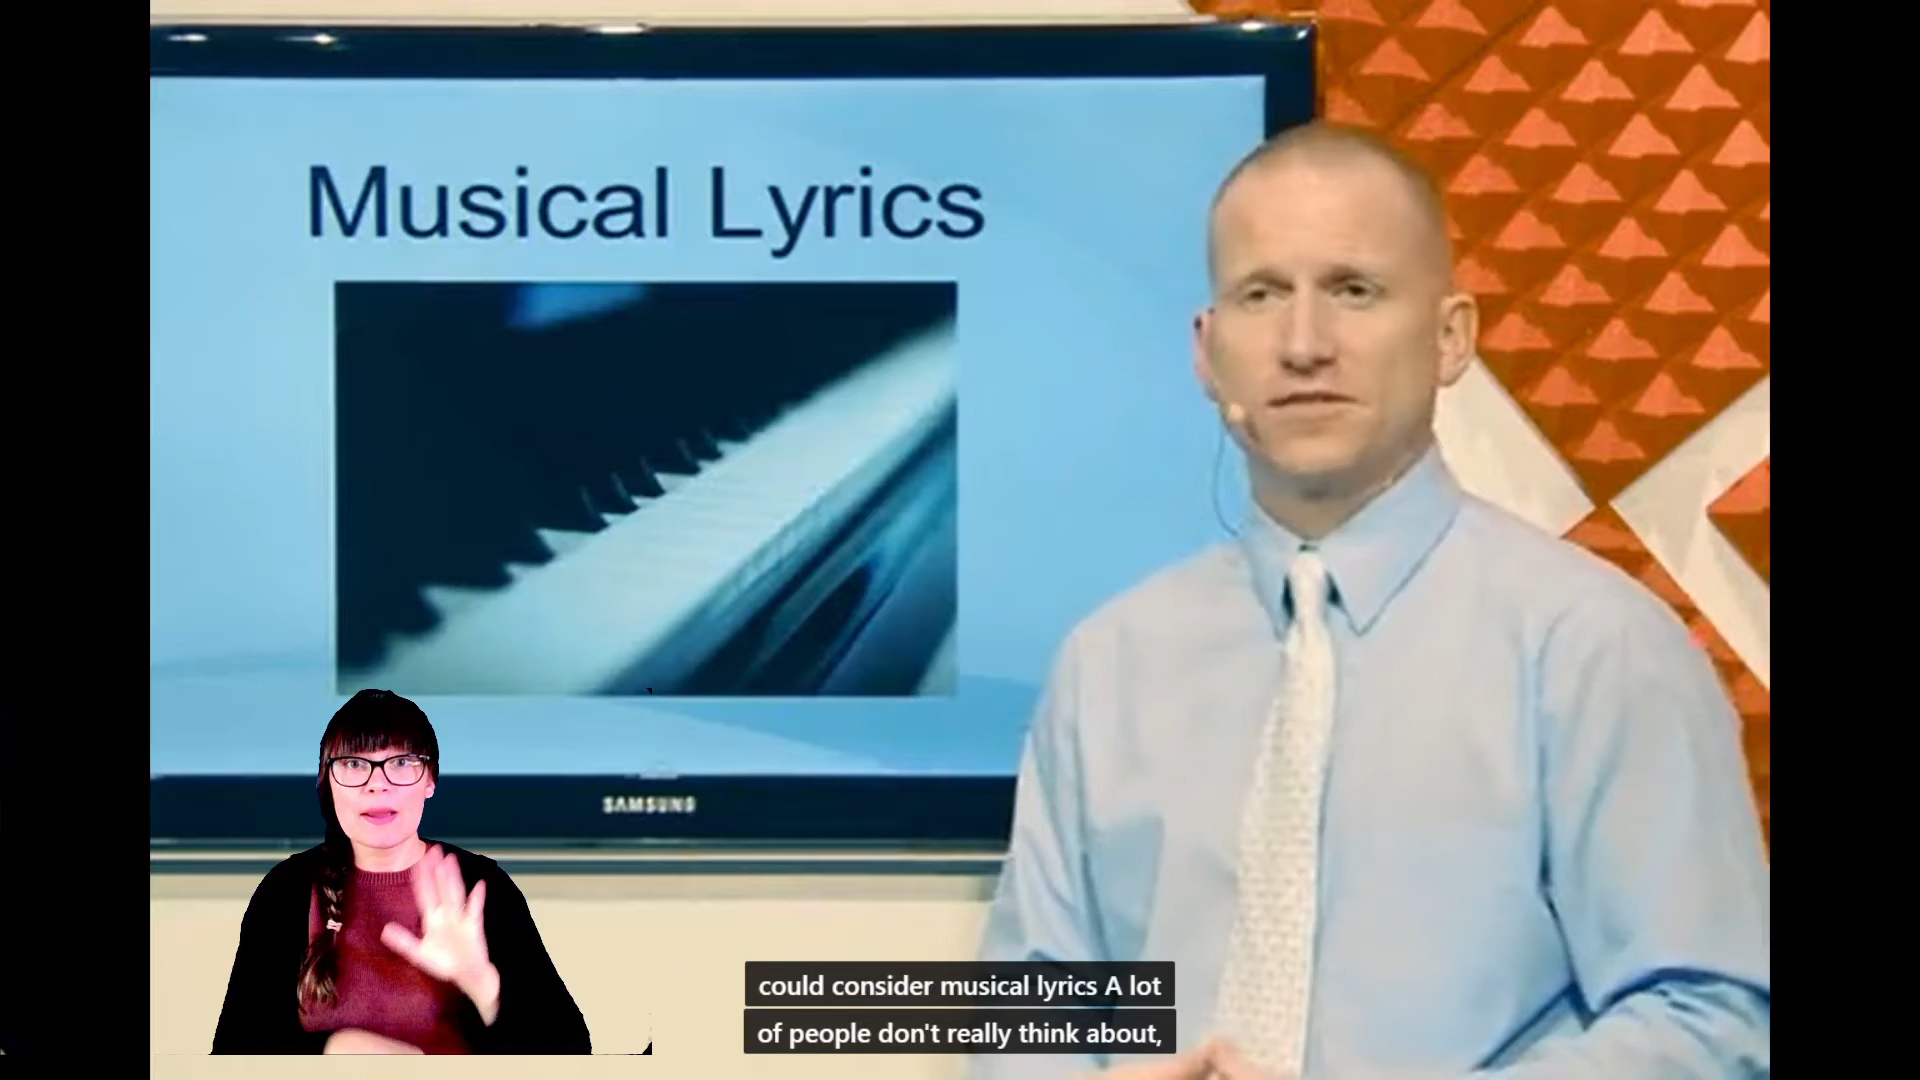 Musical Lyrics
SAMSUNG
could consider musical lyrics A lot
of people don't really think about,